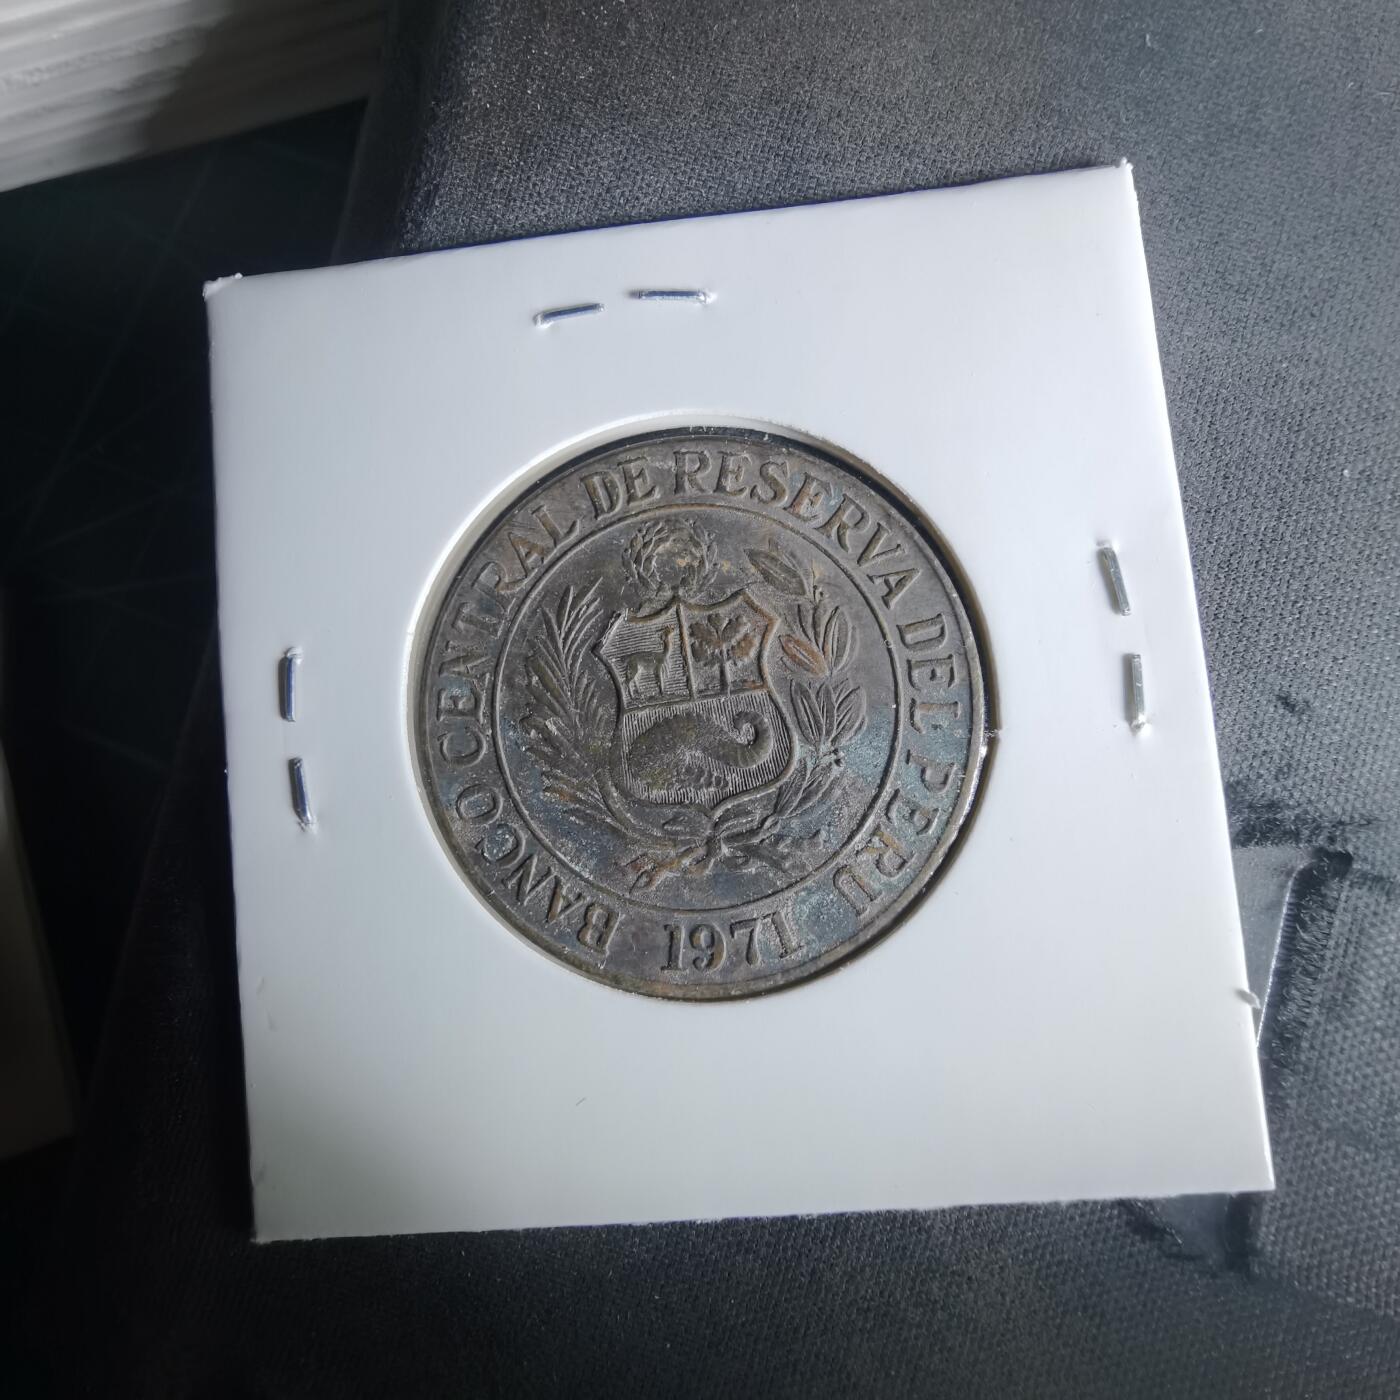 BANCO CENTRAL DE RESERVA DEL PERU
1971